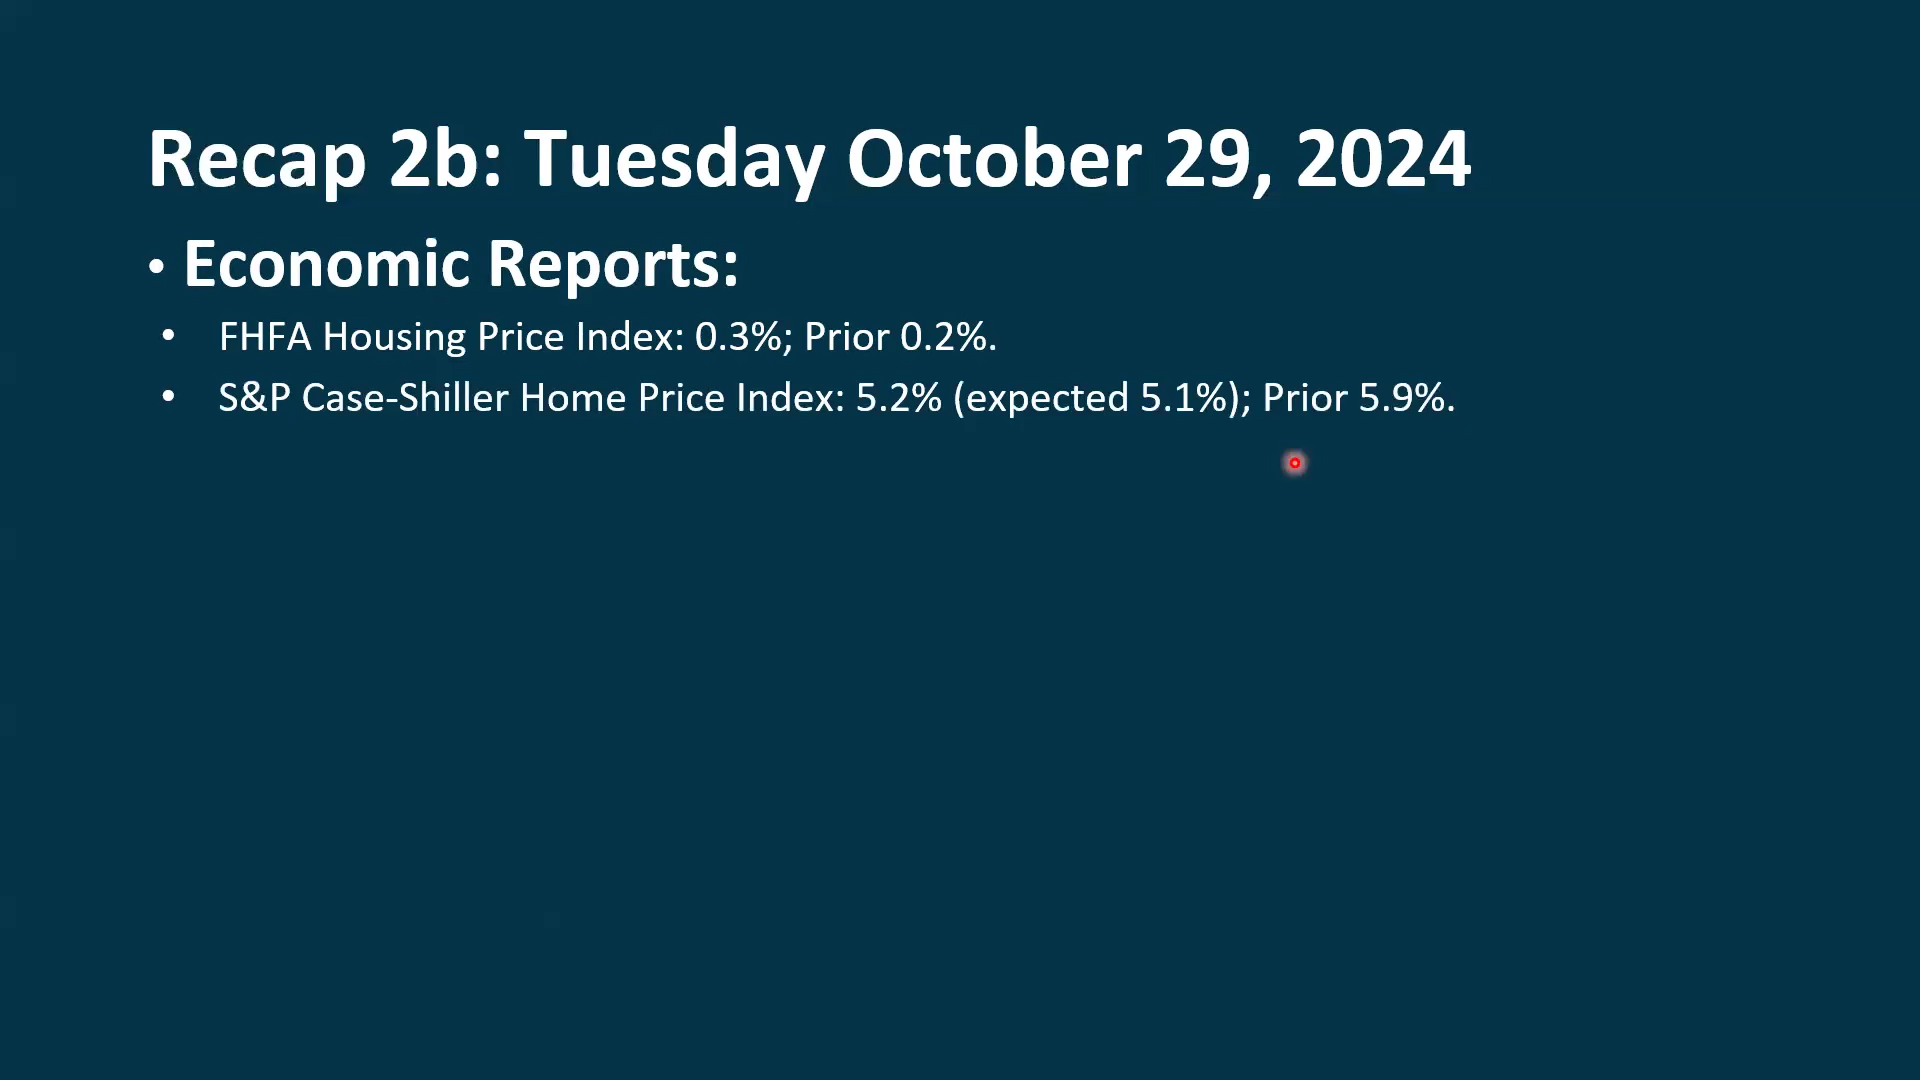 Recap 2b: Tuesday October 29, 2024
• Economic Reports:
• FHFA Housing Price Index: 0.3%; Prior 0.2%.
• S&P Case-Shiller Home Price Index: 5.2% (expected 5.1%); Prior 5.9%.